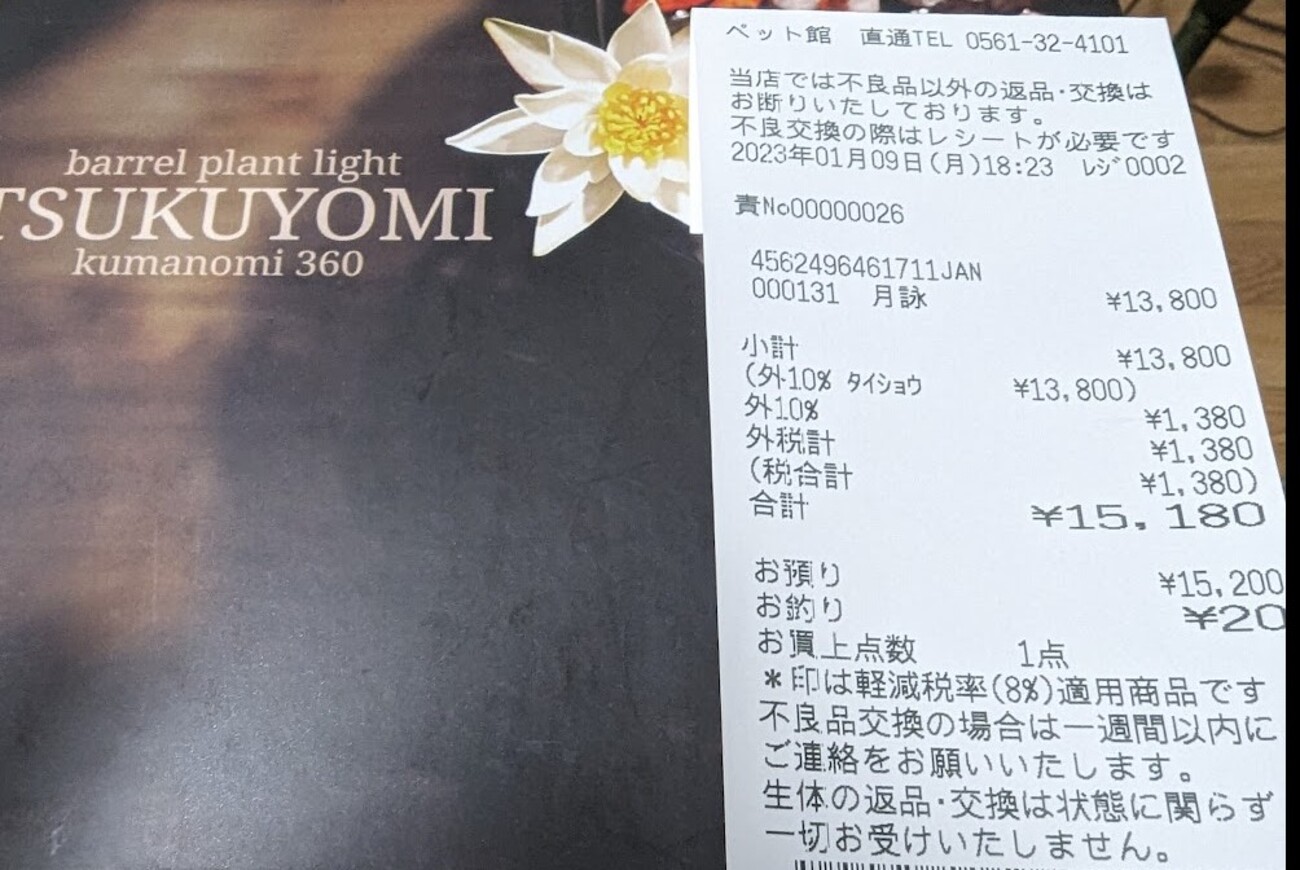 barrel plant light
TSUKUYOMI
kumanomi 360
ペット館 直通TEL 0561-32-4101
当店では不良品以外の返品・交換は
お断りいたしております。
不良交換の際はレシートが必要です
2023年01月09日(月)18:23 ﾚｼﾞ0002
責No00000026
4562496461711JAN
000131 月詠 ¥13,800
小計 ¥13,800
(外10% ﾀｲｼｮｳ ¥13,800)
外10% ¥1,380
外税計 ¥1,380
(税合計 ¥1,380)
合計 ¥15,180
お預り ¥15,200
お釣り ¥20
お買上点数 1点
＊印は軽減税率(8%)適用商品です
不良品交換の場合は一週間以内に
ご連絡をお願いいたします。
生体の返品・交換は状態に関らず
一切お受けいたしません。